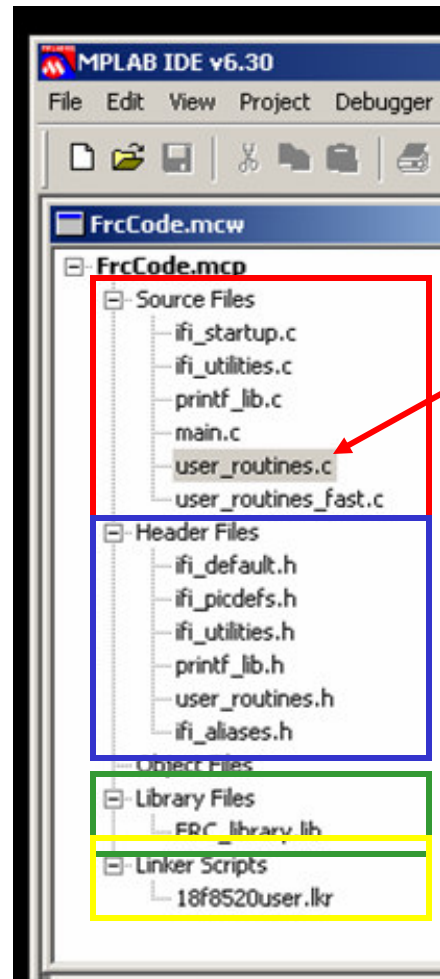 MPLAB IDE v6.30
File Edit View Project Debugger
FrcCode.mcw
FrcCode.mcp
Source Files
ifi_startup.c
ifi_utilities.c
printf_lib.c
main.c
user_routines.c
user_routines_fast.c
Header Files
ifi_default.h
ifi_picdefs.h
ifi_utilities.h
printf_lib.h
user_routines.h
ifi_aliases.h
Object Files
Library Files
FRC_library.lib
Linker Scripts
18f8520user.lkr